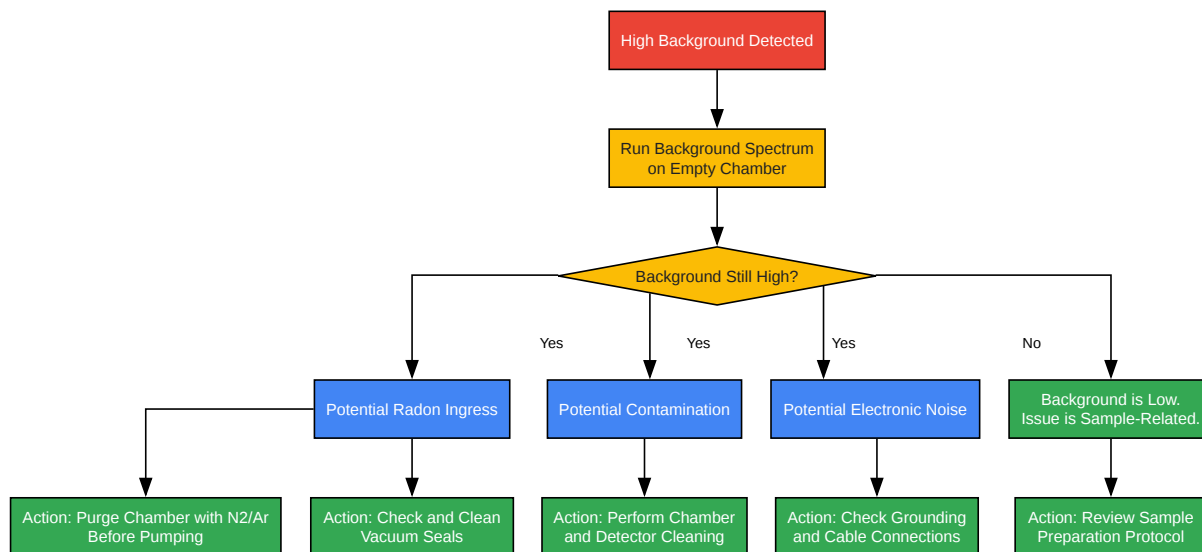 High Background Detected
Run Background Spectrum
on Empty Chamber
Background Still High?
Yes
Yes
Yes
No
Potential Radon Ingress
Potential Contamination
Potential Electronic Noise
Background is Low.
Issue is Sample-Related.
Action: Purge Chamber with N2/Ar
Before Pumping
Action: Check and Clean
Vacuum Seals
Action: Perform Chamber
and Detector Cleaning
Action: Check Grounding
and Cable Connections
Action: Review Sample
Preparation Protocol